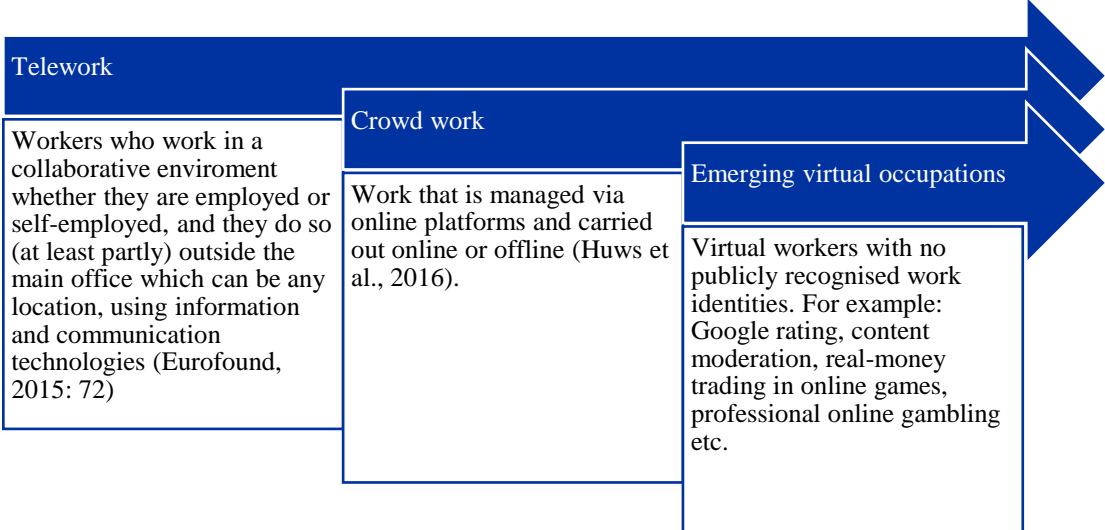 Telework
Workers who work in a
collaborative enviroment
whether they are employed or
self-employed, and they do so
(at least partly) outside the
main office which can be any
location, using information
and communication
technologies (Eurofound,
2015: 72)
Crowd work
Work that is managed via
online platforms and carried
out online or offline (Huws et
al., 2016).
Emerging virtual occupations
Virtual workers with no
publicly recognised work
identities. For example:
Google rating, content
moderation, real-money
trading in online games,
professional online gambling
etc.